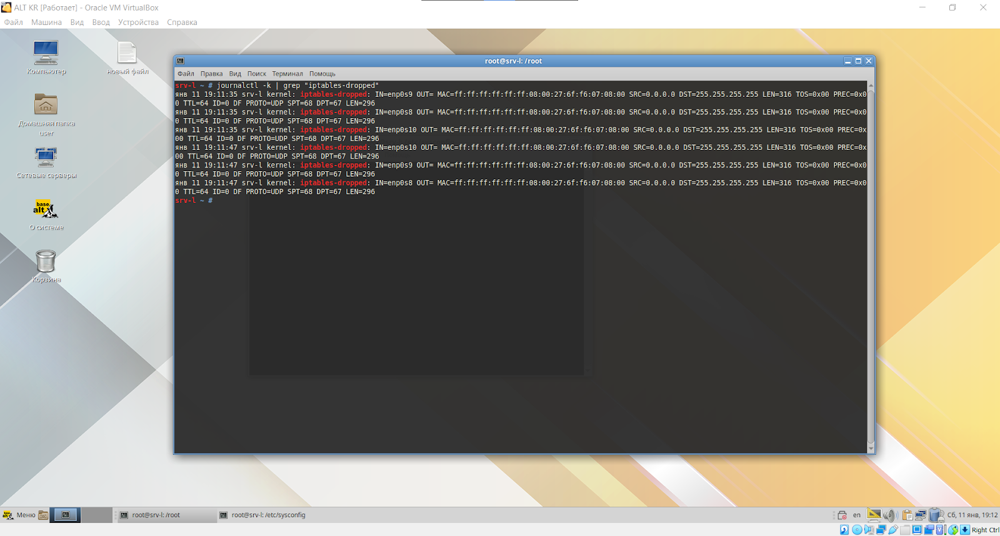 ALT KR [Работает] - Oracle VM VirtualBox
Файл Машина Вид Ввод Устройства Справка
Компьютер
новый файл
Домашняя папка
user
Сетевые серверы
base
alt
О системе
Корзина
root@srv-l: /root
Файл Правка Вид Поиск Терминал Помощь
srv-l ~ # journalctl -k | grep "iptables-dropped"
янв 11 19:11:35 srv-l kernel: iptables-dropped: IN=enp0s9 OUT= MAC=ff:ff:ff:ff:ff:ff:08:00:27:6f:f6:07:08:00 SRC=0.0.0.0 DST=255.255.255.255 LEN=316 TOS=0x00 PREC=0x0
0 TTL=64 ID=0 DF PROTO=UDP SPT=68 DPT=67 LEN=296
янв 11 19:11:35 srv-l kernel: iptables-dropped: IN=enp0s8 OUT= MAC=ff:ff:ff:ff:ff:ff:08:00:27:6f:f6:07:08:00 SRC=0.0.0.0 DST=255.255.255.255 LEN=316 TOS=0x00 PREC=0x0
0 TTL=64 ID=0 DF PROTO=UDP SPT=68 DPT=67 LEN=296
янв 11 19:11:35 srv-l kernel: iptables-dropped: IN=enp0s10 OUT= MAC=ff:ff:ff:ff:ff:ff:08:00:27:6f:f6:07:08:00 SRC=0.0.0.0 DST=255.255.255.255 LEN=316 TOS=0x00 PREC=0x
00 TTL=64 ID=0 DF PROTO=UDP SPT=68 DPT=67 LEN=296
янв 11 19:11:47 srv-l kernel: iptables-dropped: IN=enp0s10 OUT= MAC=ff:ff:ff:ff:ff:ff:08:00:27:6f:f6:07:08:00 SRC=0.0.0.0 DST=255.255.255.255 LEN=316 TOS=0x00 PREC=0x
00 TTL=64 ID=0 DF PROTO=UDP SPT=68 DPT=67 LEN=296
янв 11 19:11:47 srv-l kernel: iptables-dropped: IN=enp0s9 OUT= MAC=ff:ff:ff:ff:ff:ff:08:00:27:6f:f6:07:08:00 SRC=0.0.0.0 DST=255.255.255.255 LEN=316 TOS=0x00 PREC=0x0
0 TTL=64 ID=0 DF PROTO=UDP SPT=68 DPT=67 LEN=296
янв 11 19:11:47 srv-l kernel: iptables-dropped: IN=enp0s8 OUT= MAC=ff:ff:ff:ff:ff:ff:08:00:27:6f:f6:07:08:00 SRC=0.0.0.0 DST=255.255.255.255 LEN=316 TOS=0x00 PREC=0x0
0 TTL=64 ID=0 DF PROTO=UDP SPT=68 DPT=67 LEN=296
srv-l ~ #
Меню root@srv-l: /root root@srv-l: /etc/sysconfig en Сб, 11 янв, 19:12
Right Ctrl